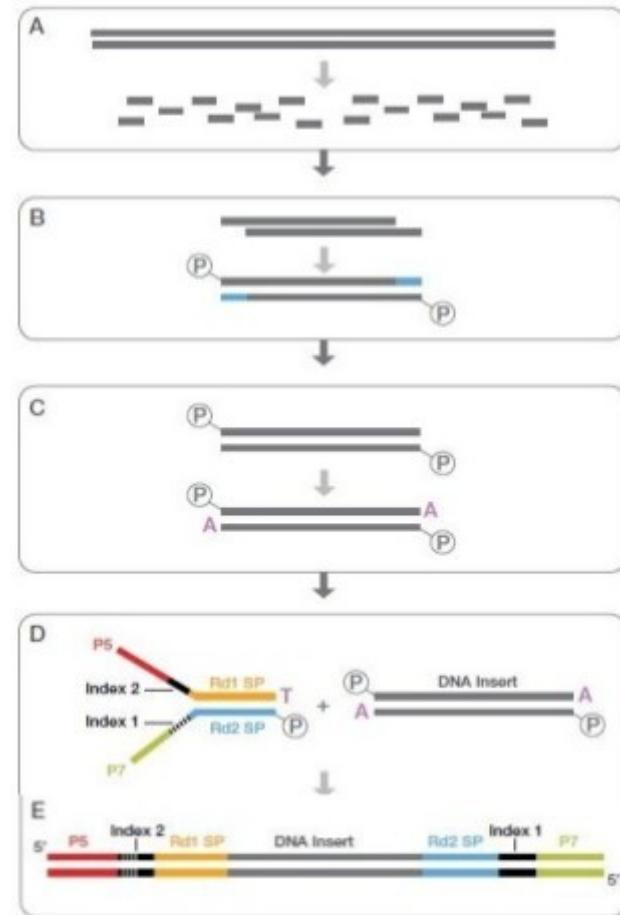 A
B
P
P
C
P
P
P
A
A
P
D
P5
Rd1 SP
Index 2
T
Index 1
Rd2 SP
P
P7
+
P
DNA Insert
A
A
P
E
5'
P5
Index 2
Rd1 SP
DNA Insert
Rd2 SP
Index 1
P7
5'